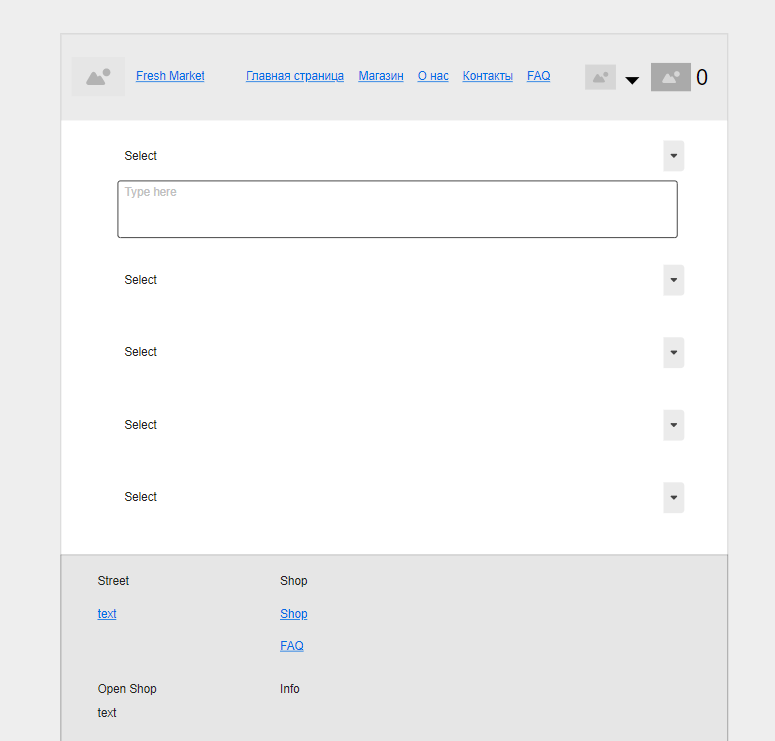 Fresh Market Главная страница Магазин О нас Контакты FAQ 0
Select
Type here
Select
Select
Select
Select
Street Shop
text Shop
FAQ
Open Shop Info
text